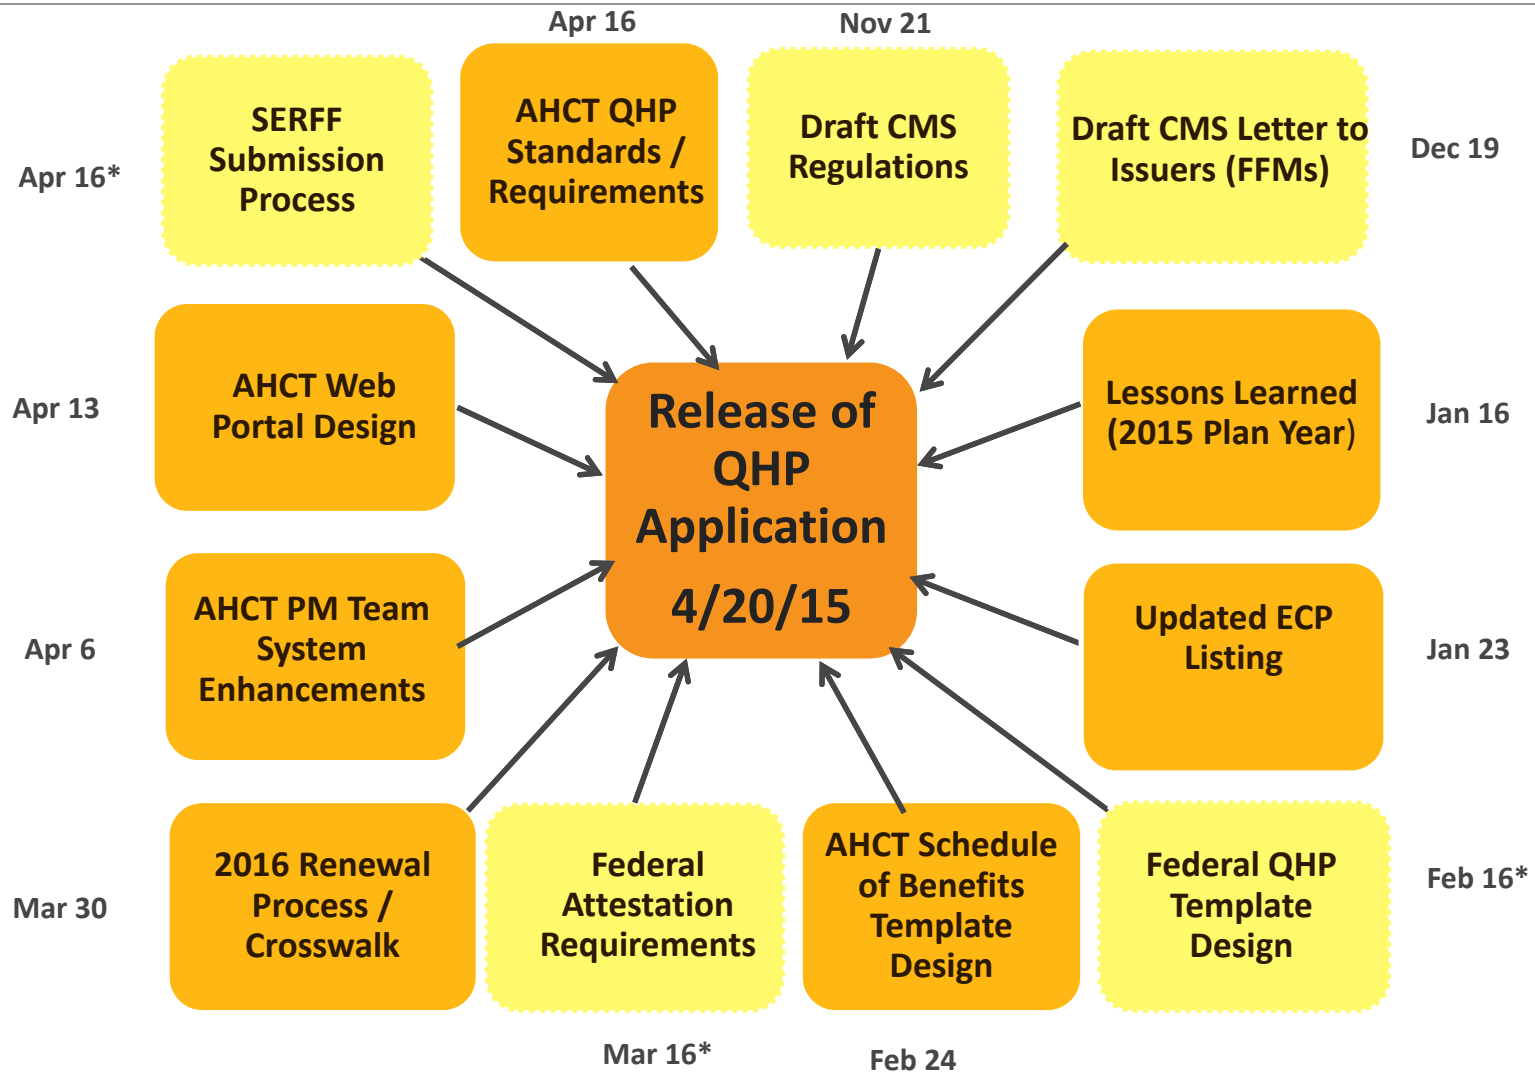 Apr 16
Nov 21
SERFF
Submission
Process
AHCT QHP
Standards /
Requirements
Draft CMS
Regulations
Draft CMS Letter to
Issuers (FFMs)
Apr 16*
Dec 19
AHCT Web
Portal Design
Apr 13
Release of
QHP
Application
4/20/15
Lessons Learned
(2015 Plan Year)
Jan 16
AHCT PM Team
System
Enhancements
Apr 6
Updated ECP
Listing
Jan 23
2016 Renewal
Process /
Crosswalk
Mar 30
Federal
Attestation
Requirements
AHCT Schedule
of Benefits
Template
Design
Federal QHP
Template
Design
Feb 16*
Mar 16*
Feb 24